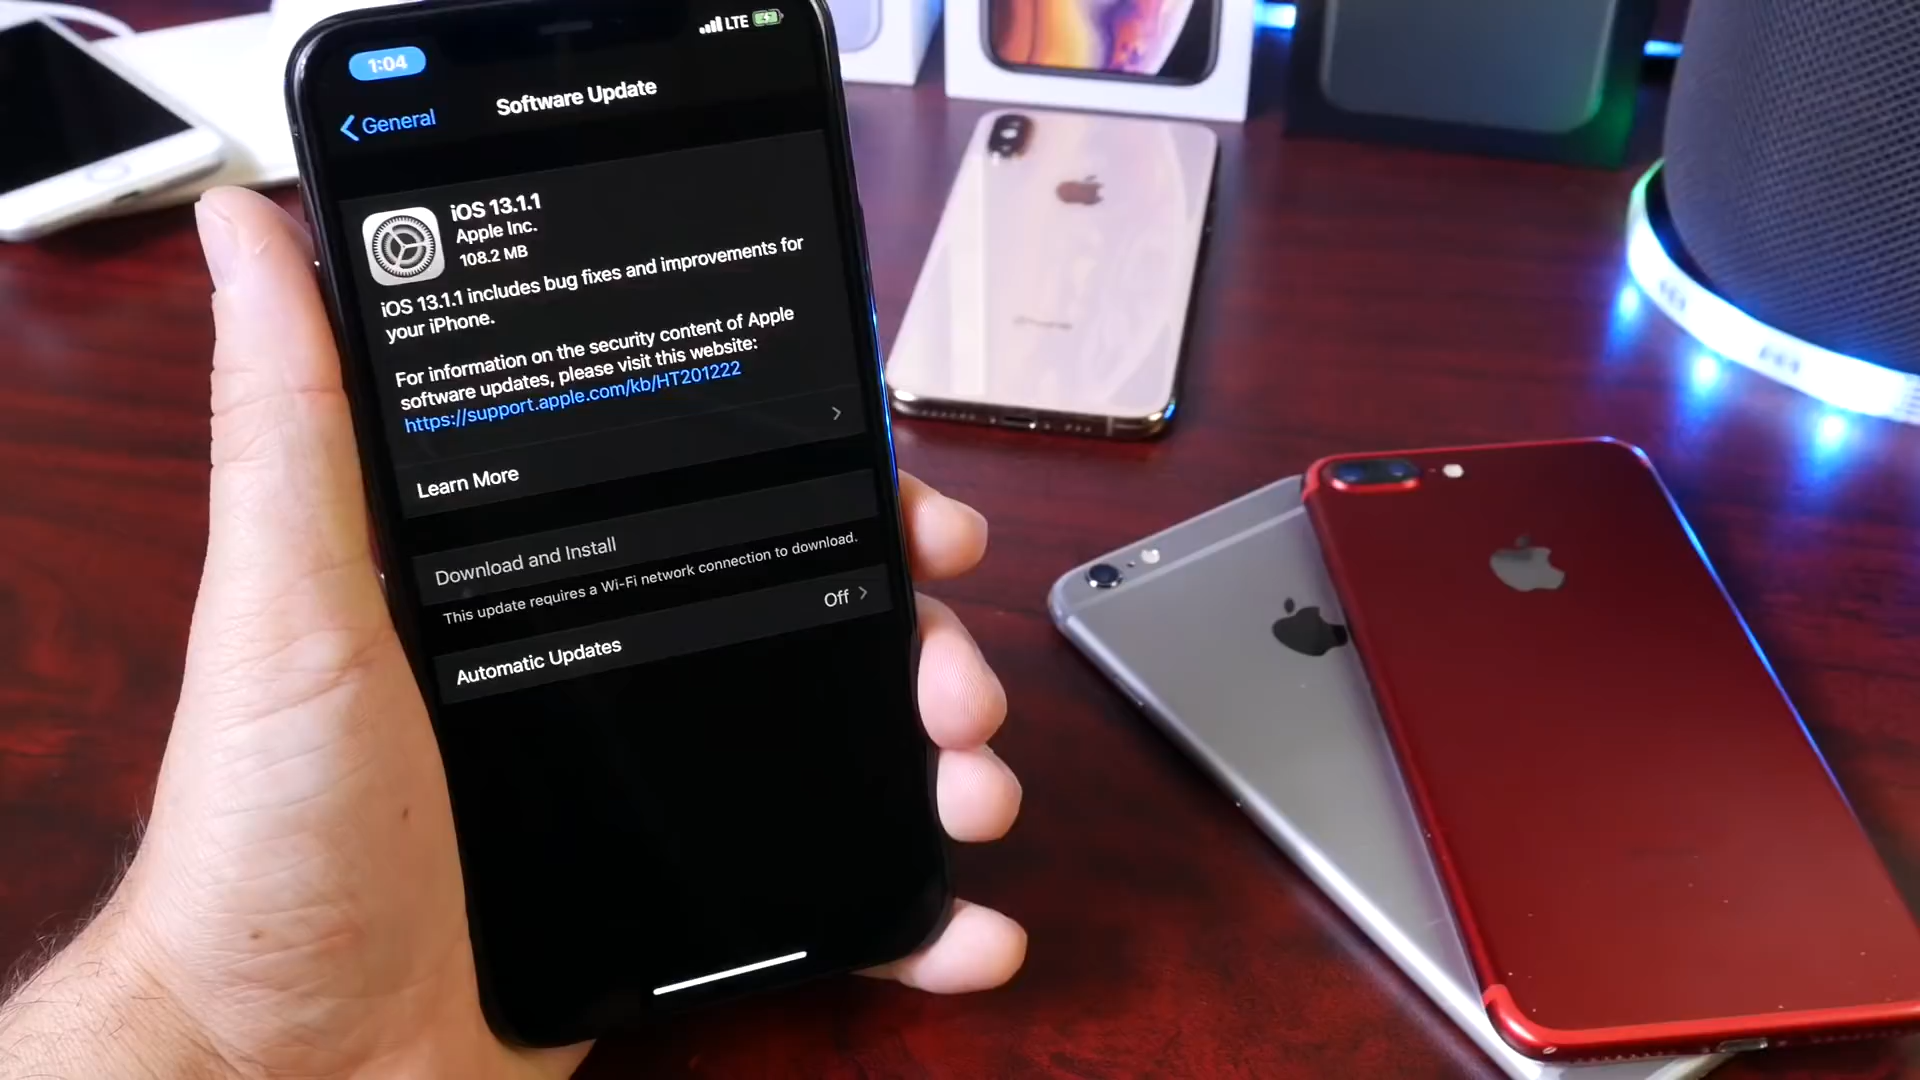 1:04
LTE
General
Software Update
iOS 13.1.1
Apple Inc.
108.2 MB
iOS 13.1.1 includes bug fixes and improvements for
your iPhone.
For information on the security content of Apple
software updates, please visit this website:
https://support.apple.com/kb/HT201222
Learn More
Download and Install
This update requires a Wi-Fi network connection to download.
Automatic Updates
Off